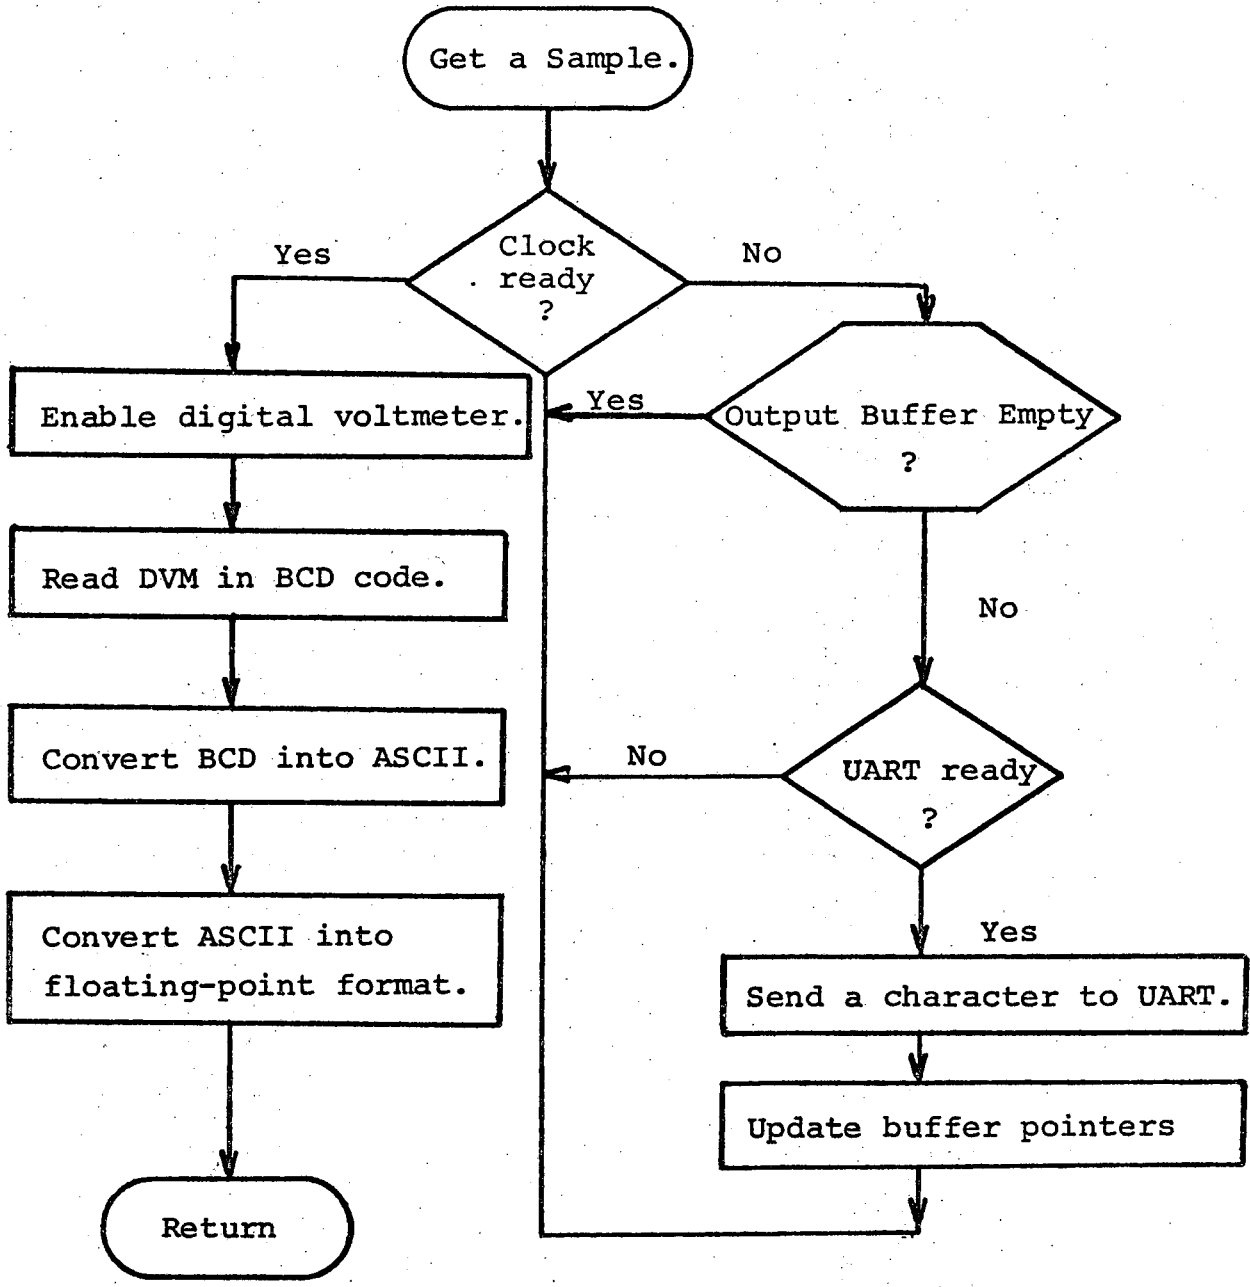 Get a Sample.
Clock
ready
?
Yes
No
Enable digital voltmeter.
Yes
Output Buffer Empty
?
Read DVM in BCD code.
No
Convert BCD into ASCII.
No
UART ready
?
Convert ASCII into
floating-point format.
Yes
Send a character to UART.
Update buffer pointers
Return